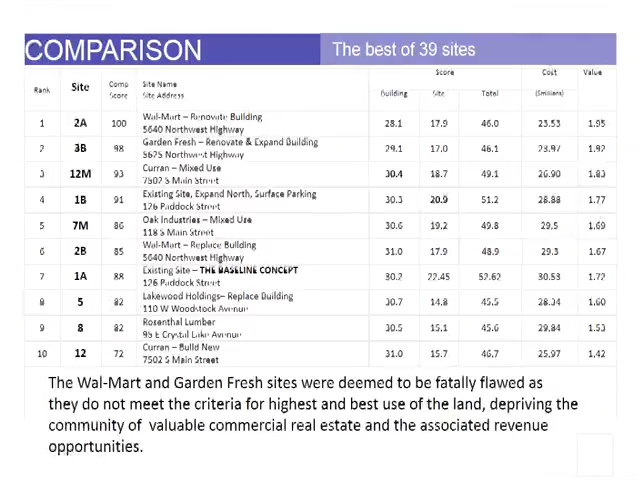 COMPARISON The best of 39 sites
Score Cost Value
Rank Site Comp Score Site Name Site Address Building Site Total ($millions)
1 2A 100 Wal-Mart – Renovate Building 28.1 17.9 46.0 23.53 1.95
5640 Northwest Highway
2 3B 98 Garden Fresh – Renovate & Expand Building 29.1 17.0 46.1 23.97 1.92
5625 Northwest Highway
3 12M 93 Curran – Mixed Use 30.4 18.7 49.1 26.90 1.83
7502 S Main Street
4 1B 91 Existing Site, Expand North, Surface Parking 30.3 20.9 51.2 28.88 1.77
126 Paddock Street
5 7M 86 Oak Industries – Mixed Use 30.6 19.2 49.8 29.5 1.69
118 S Main Street
6 2B 85 Wal-Mart – Replace Building 31.0 17.9 48.9 29.3 1.67
5640 Northwest Highway
7 1A 88 Existing Site – THE BASELINE CONCEPT 30.2 22.45 52.62 30.53 1.72
126 Paddock Street
8 5 82 Lakewood Holdings– Replace Building 30.7 14.8 45.5 28.34 1.60
110 W Woodstock Avenue
9 8 82 Rosenthal Lumber 30.5 15.1 45.6 29.84 1.53
95 E Crystal Lake Avenue
10 12 72 Curran – Build New 31.0 15.7 46.7 25.97 1.42
7502 S Main Street
The Wal-Mart and Garden Fresh sites were deemed to be fatally flawed as
they do not meet the criteria for highest and best use of the land, depriving the
community of valuable commercial real estate and the associated revenue
opportunities.